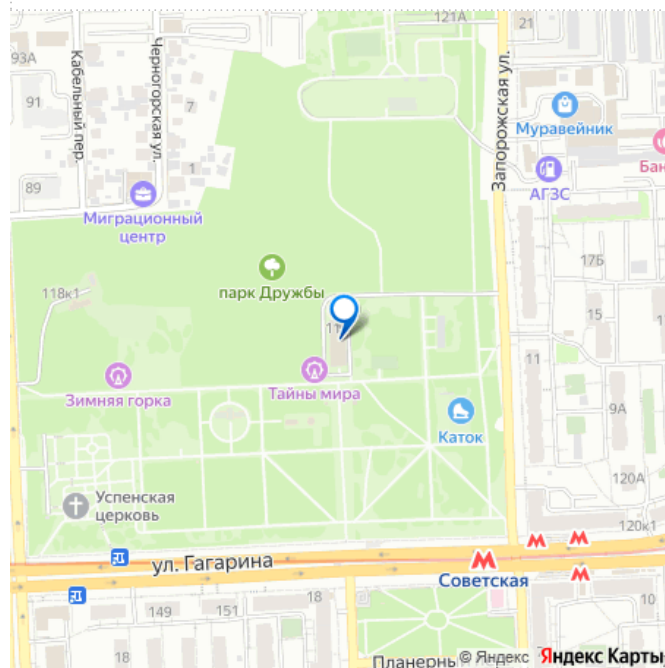 121А
21
93А
Кабельный пер.
Черногорская ул.
Запорожская ул.
91
7
Муравейник
Бан
89
1
АГЗС
Миграционный
центр
17Б
парк Дружбы
118к1
15
11
11
Зимняя горка
Тайны мира
Каток
9А
120А
Успенская
церковь
120к1
ул. Гагарина
Советская
149
151
18
10
18
Планерн
© Яндекс
Яндекс Карты